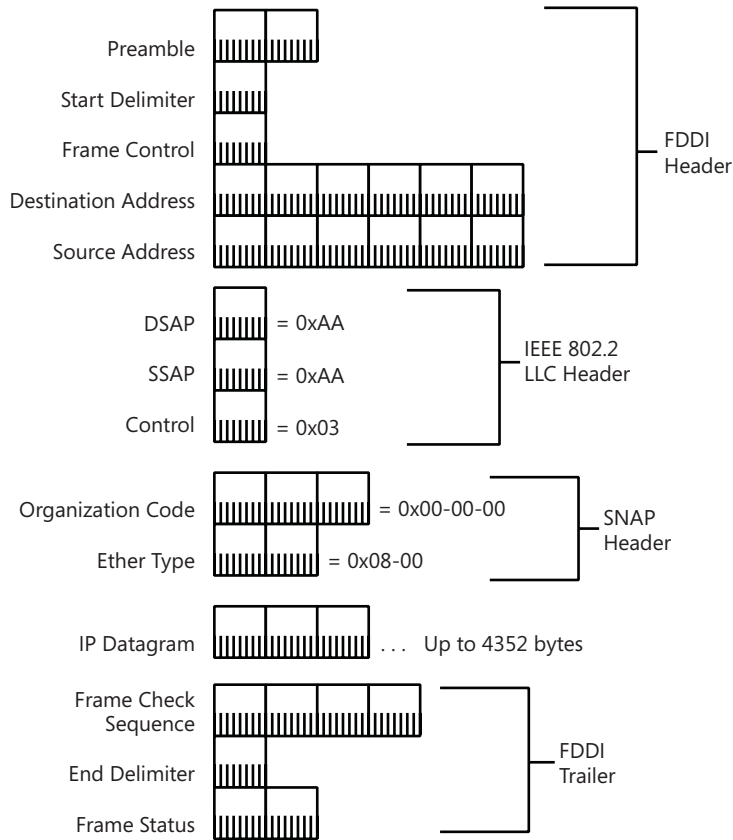 Preamble
Start Delimiter
Frame Control
Destination Address
Source Address
FDDI
Header
DSAP
= 0xAA
SSAP
= 0xAA
Control
= 0x03
IEEE 802.2
LLC Header
Organization Code
= 0x00-00-00
Ether Type
= 0x08-00
SNAP
Header
IP Datagram
. . . Up to 4352 bytes
Frame Check
Sequence
End Delimiter
Frame Status
FDDI
Trailer